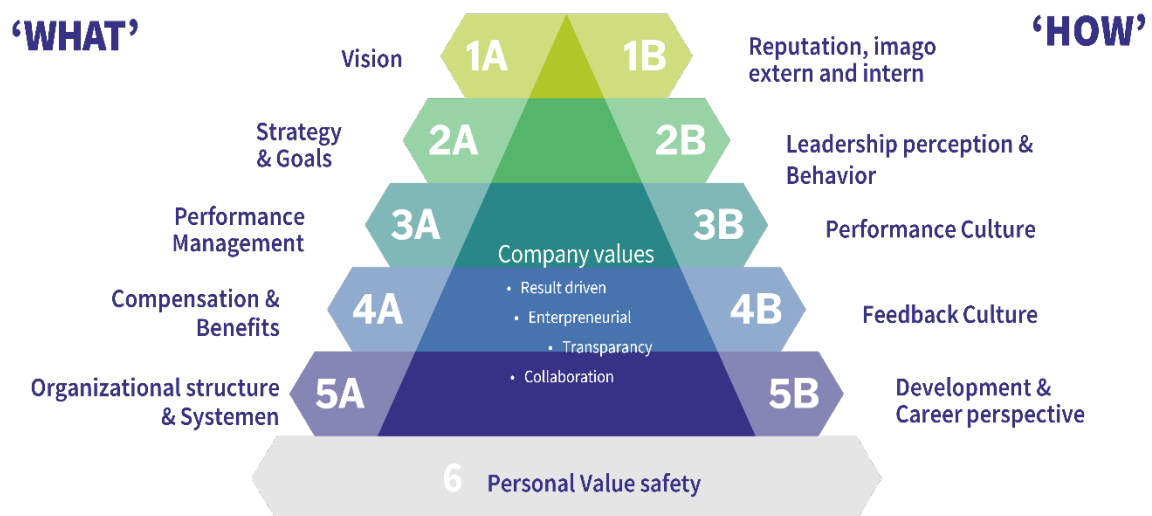 ‘WHAT’
‘HOW’
Vision
1A
1B
Reputation, imago
extern and intern
Strategy
& Goals
2A
2B
Leadership perception &
Behavior
Performance
Management
3A
3B
Performance Culture
Company values
• Result driven
• Enterpreneurial
• Transparancy
• Collaboration
Compensation &
Benefits
4A
4B
Feedback Culture
Organizational structure
& Systemen
5A
5B
Development &
Career perspective
6 Personal Value safety